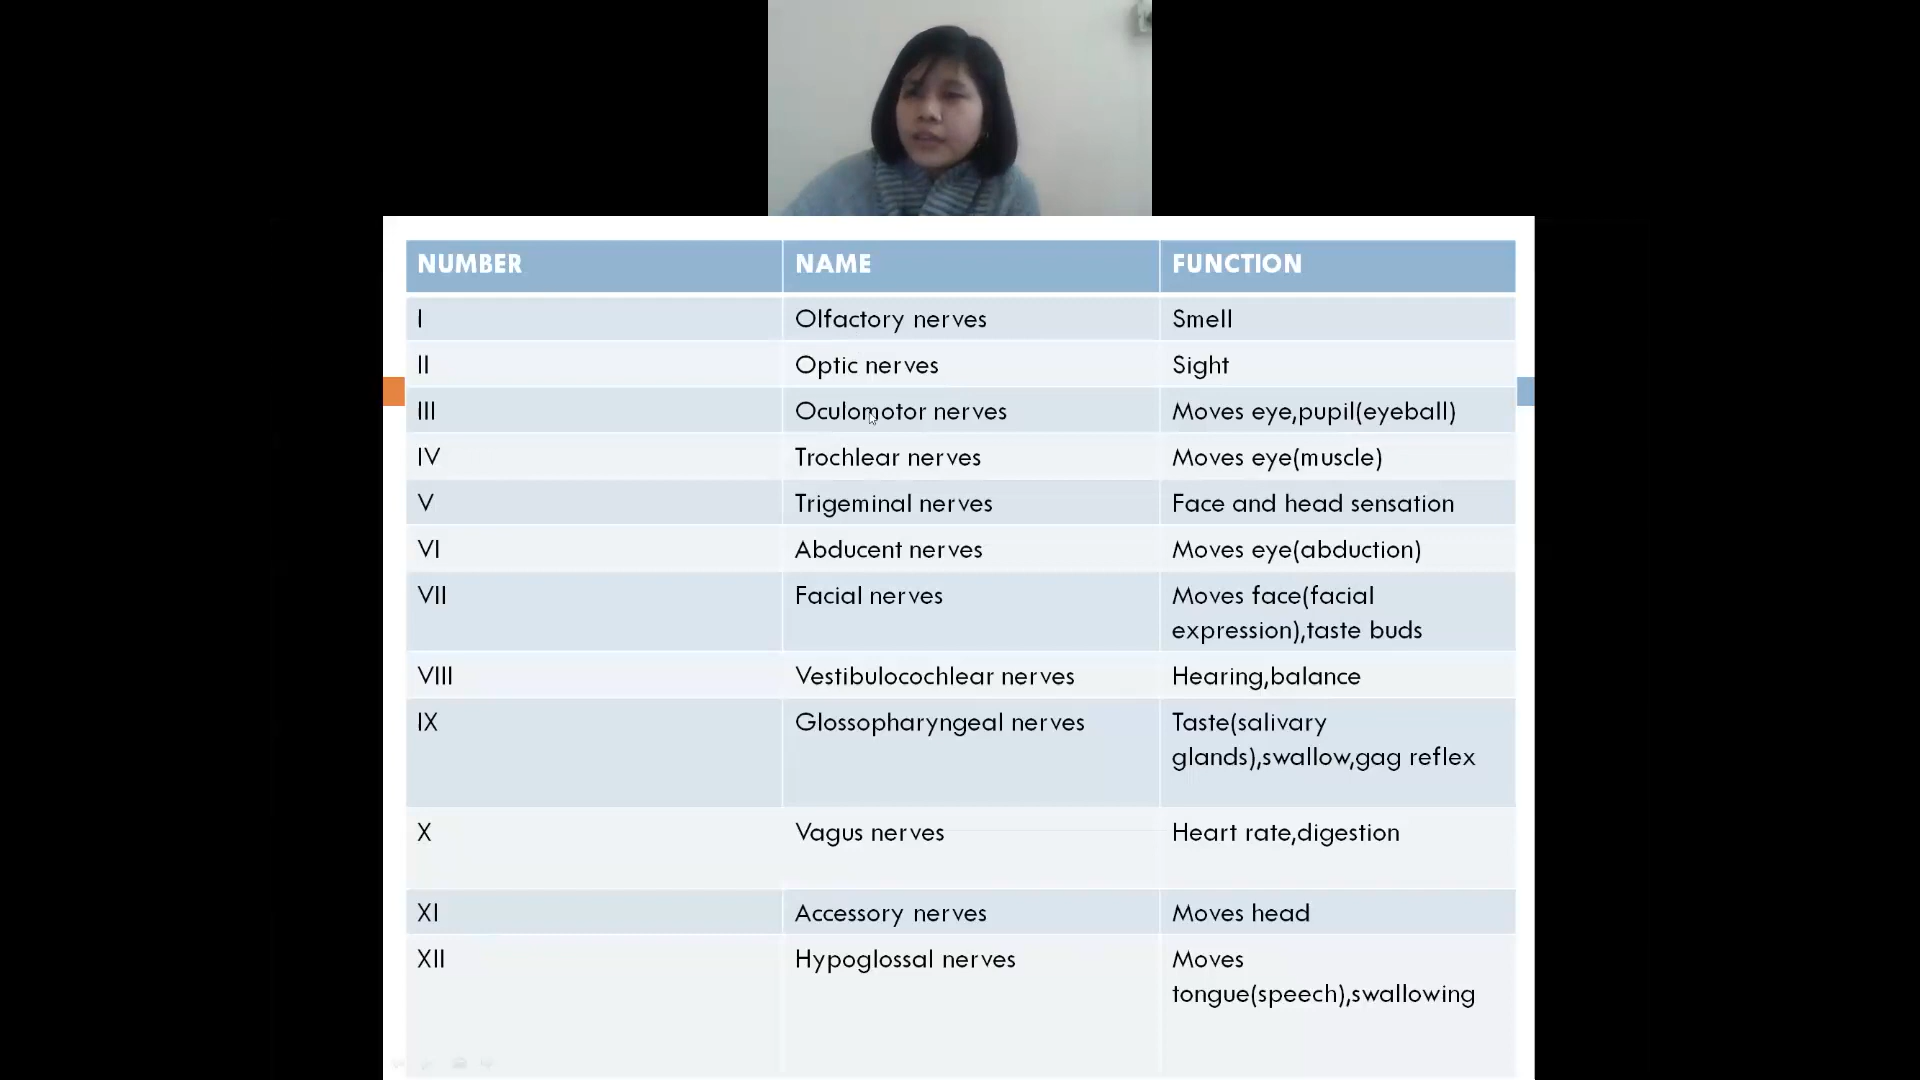 NUMBER NAME FUNCTION
I Olfactory nerves Smell
II Optic nerves Sight
III Oculomotor nerves Moves eye,pupil(eyeball)
IV Trochlear nerves Moves eye(muscle)
V Trigeminal nerves Face and head sensation
VI Abducent nerves Moves eye(abduction)
VII Facial nerves Moves face(facial
expression),taste buds
VIII Vestibulocochlear nerves Hearing,balance
IX Glossopharyngeal nerves Taste(salivary
glands),swallow,gag reflex
X Vagus nerves Heart rate,digestion
XI Accessory nerves Moves head
XII Hypoglossal nerves Moves
tongue(speech),swallowing